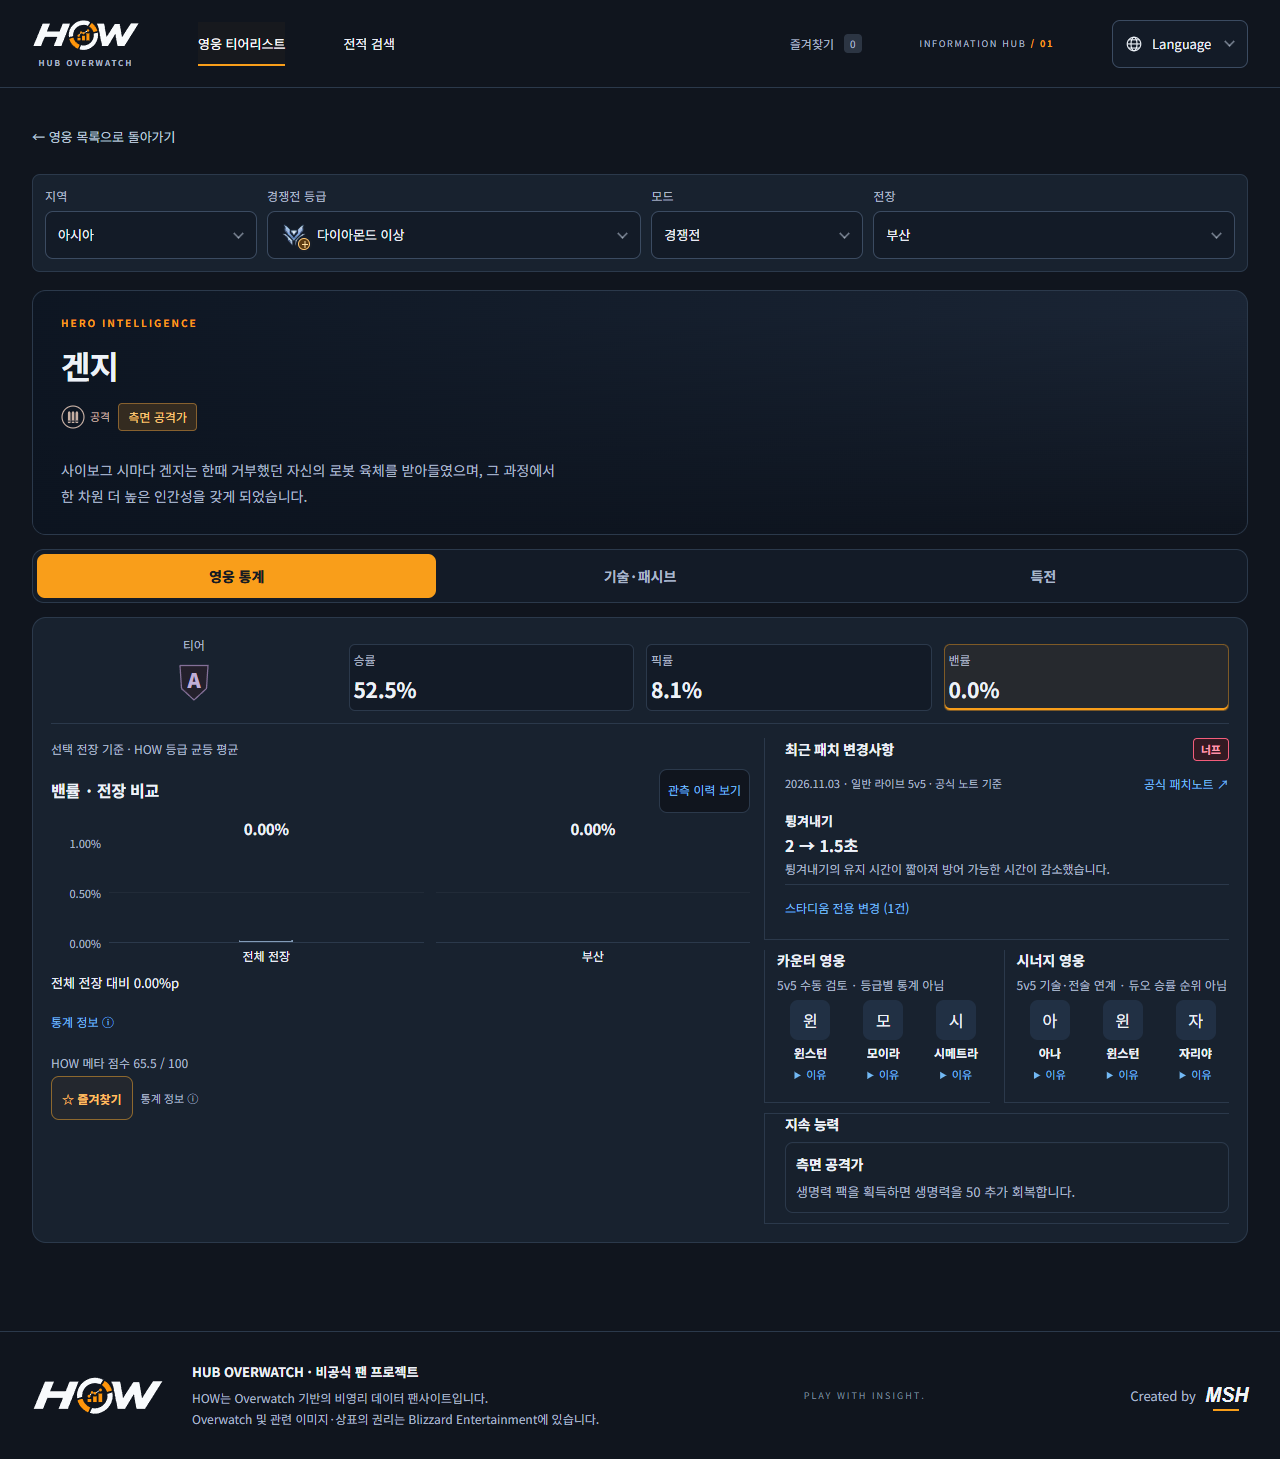 HOW
HUB OVERWATCH
영웅 티어리스트
전적 검색
즐겨찾기 0
INFORMATION HUB / 01
Language
← 영웅 목록으로 돌아가기
지역
경쟁전 등급
모드
전장
아시아
다이아몬드 이상
경쟁전
부산
HERO INTELLIGENCE
겐지
공격
측면 공격가
사이보그 시마다 겐지는 한때 거부했던 자신의 로봇 육체를 받아들였으며, 그 과정에서
한 차원 더 높은 인간성을 갖게 되었습니다.
영웅 통계
기술·패시브
특전
티어
A
승률
52.5%
픽률
8.1%
밴률
0.0%
선택 전장 기준 · HOW 등급 균등 평균
밴률 · 전장 비교
관측 이력 보기
0.00%
0.00%
1.00%
0.50%
0.00%
전체 전장
부산
전체 전장 대비 0.00%p
통계 정보 ⓘ
HOW 메타 점수 65.5 / 100
☆ 즐겨찾기
통계 정보 ⓘ
최근 패치 변경사항
너프
2026.11.03 · 일반 라이브 5v5 · 공식 노트 기준
공식 패치노트 ↗
튕겨내기
2 → 1.5초
튕겨내기의 유지 시간이 짧아져 방어 가능한 시간이 감소했습니다.
스타디움 전용 변경 (1건)
카운터 영웅
5v5 수동 검토 · 등급별 통계 아님
윈
모
시
윈스턴
모이라
시메트라
▶ 이유
▶ 이유
▶ 이유
시너지 영웅
5v5 기술·전술 연계 · 듀오 승률 순위 아님
아
윈
자
아나
윈스턴
자리야
▶ 이유
▶ 이유
▶ 이유
지속 능력
측면 공격가
생명력 팩을 획득하면 생명력을 50 추가 회복합니다.
HOW
HUB OVERWATCH · 비공식 팬 프로젝트
HOW는 Overwatch 기반의 비영리 데이터 팬사이트입니다.
Overwatch 및 관련 이미지·상표의 권리는 Blizzard Entertainment에 있습니다.
PLAY WITH INSIGHT.
Created by MSH